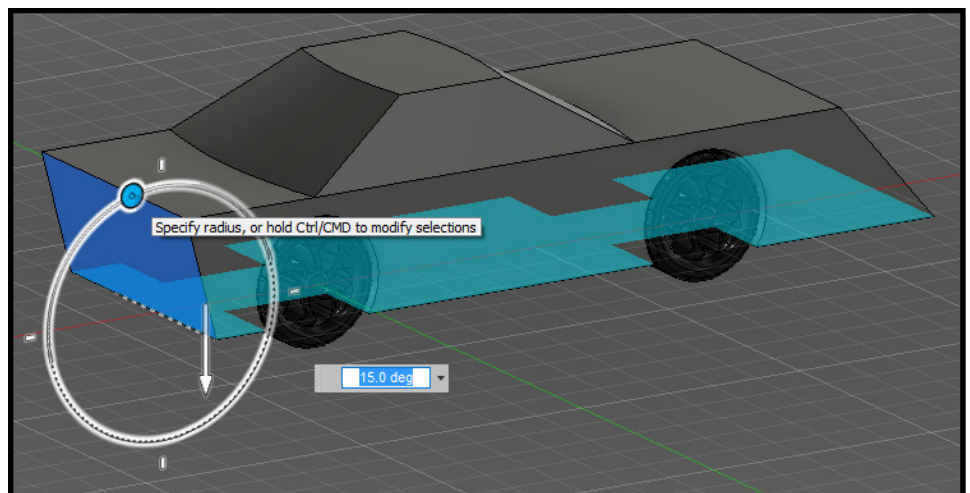 Specify radius, or hold Ctrl/CMD to modify selections
15.0 deg